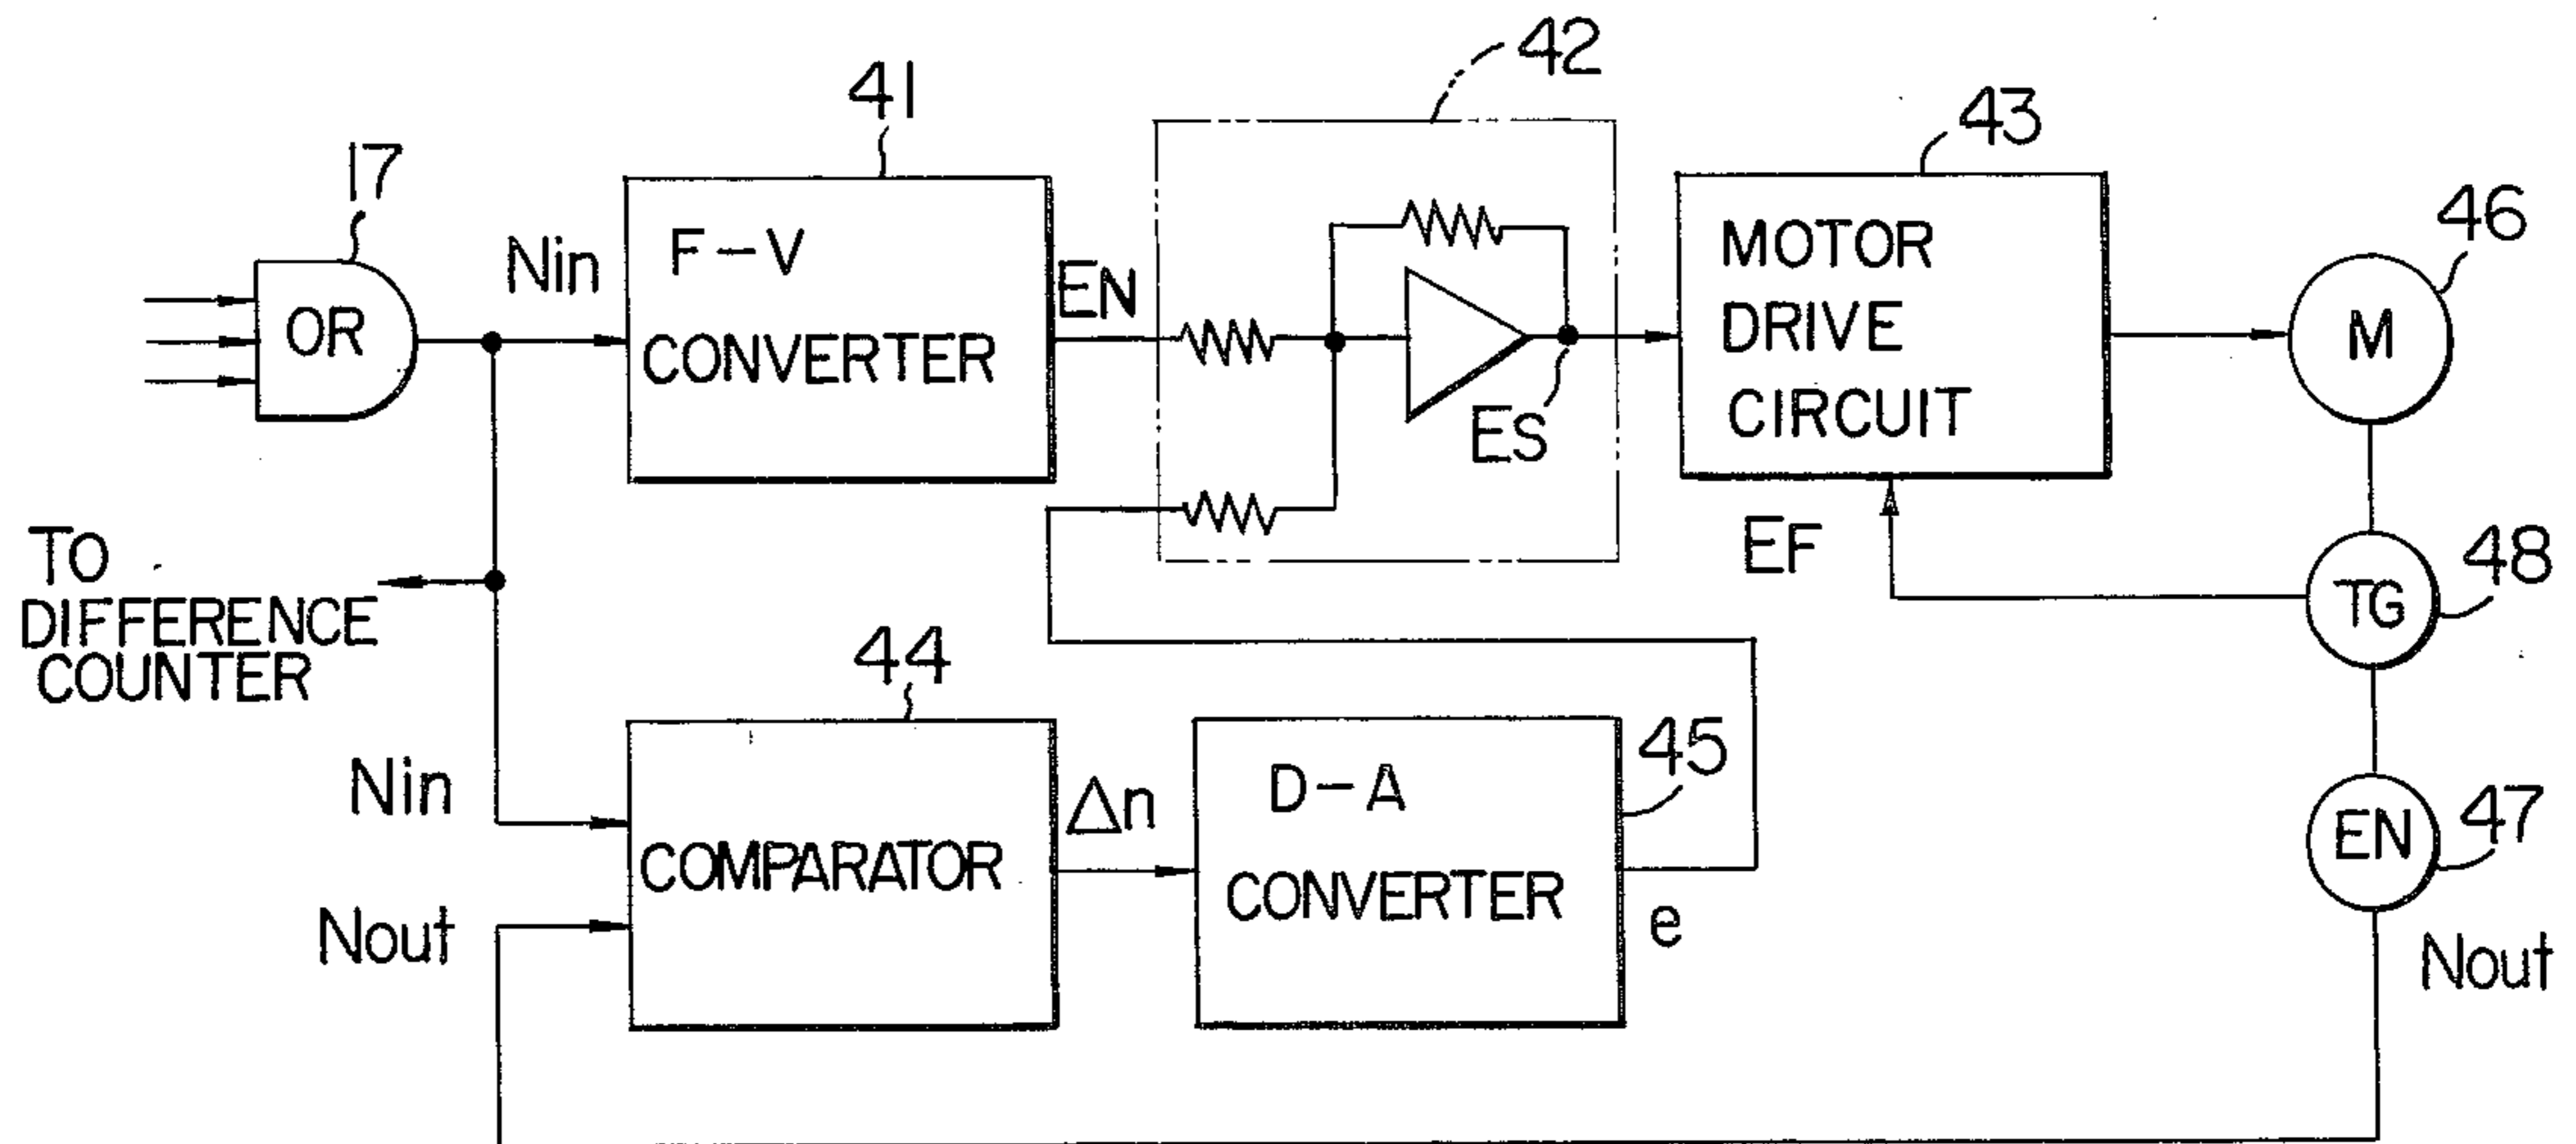 42
41
43
17
46
Nin
F-V
CONVERTER
EN
MOTOR
DRIVE
CIRCUIT
OR
M
ES
EF
48
TG
TO
DIFFERENCE
COUNTER
44
45
47
Nin
Δn
D-A
CONVERTER
COMPARATOR
EN
Nout
e
Nout